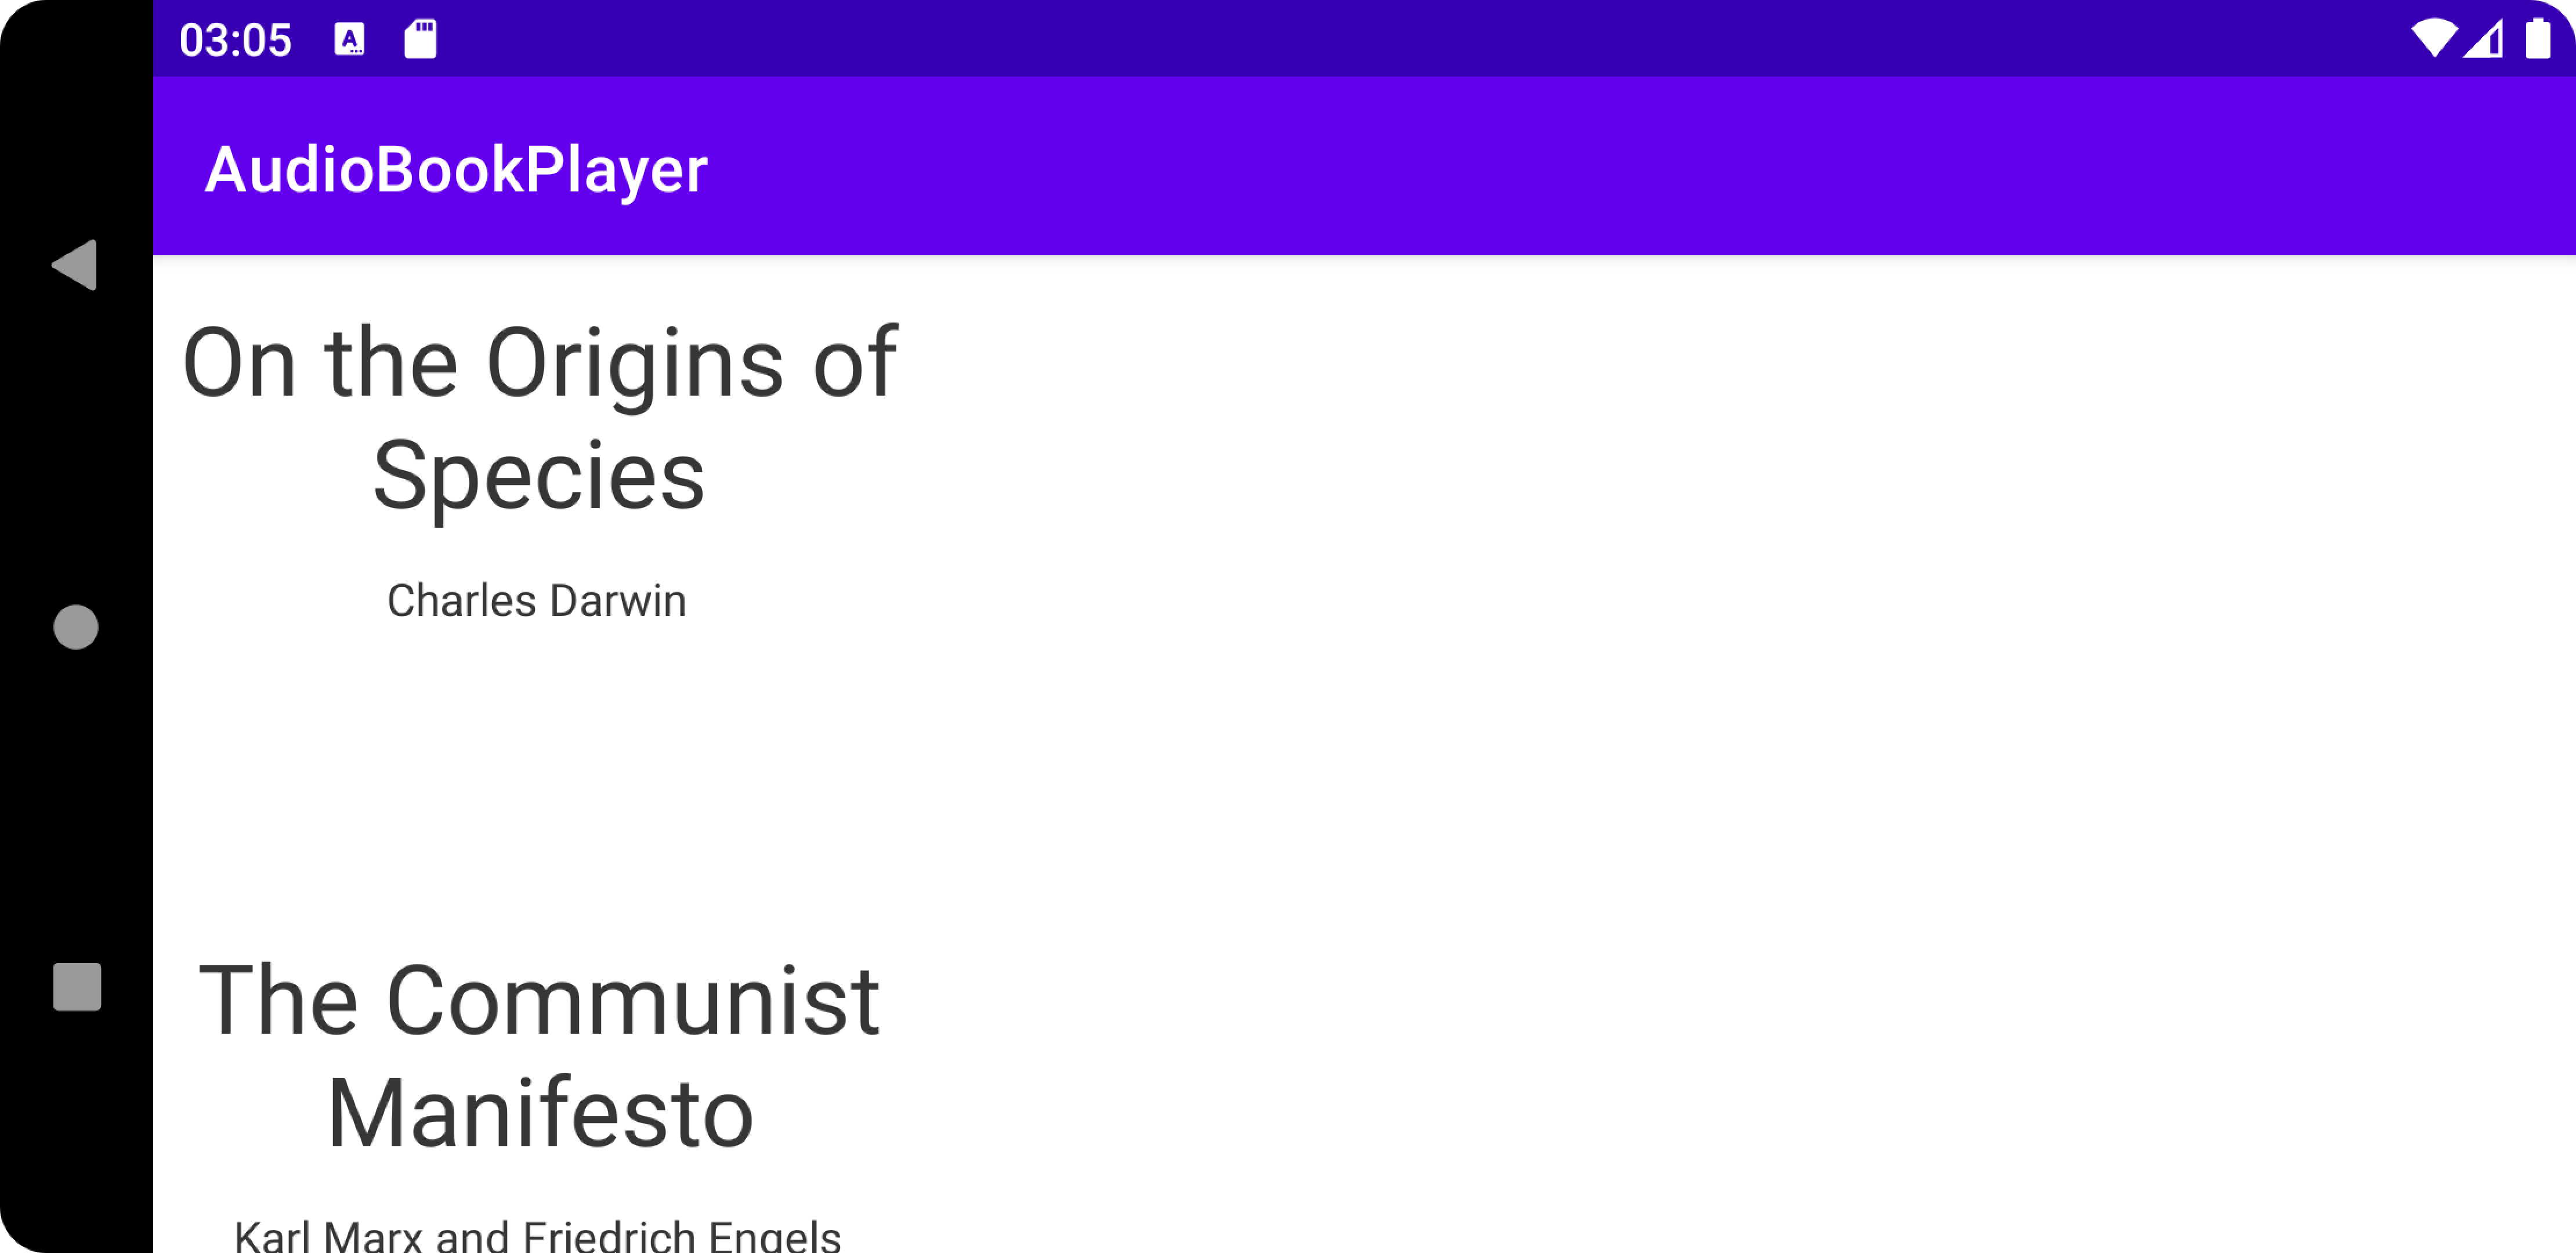 03:05
AudioBookPlayer
On the Origins of
Species
Charles Darwin
The Communist
Manifesto
Karl Marx and Friedrich Engels